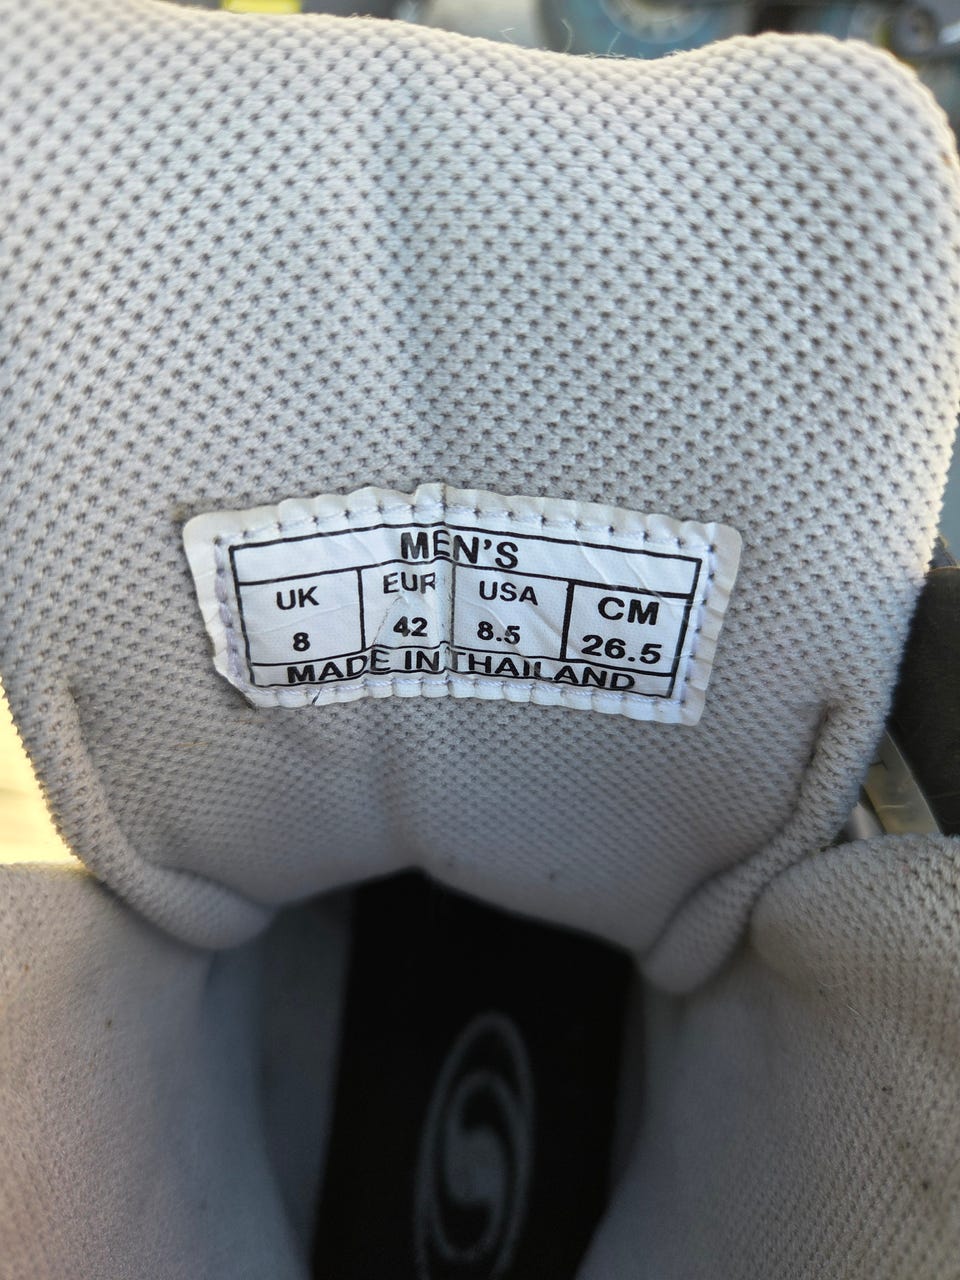 MEN'S
UK EUR USA CM
8 42 8.5 26.5
MADE IN THAILAND